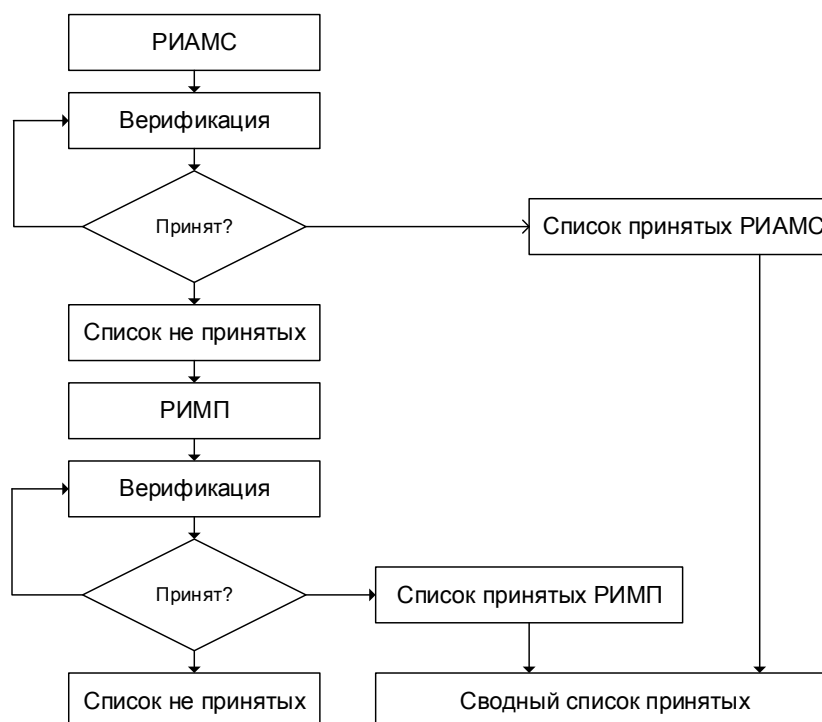 РИАМС
Верификация
Принят?
Список принятых РИАМС
Список не принятых
РИМП
Верификация
Принят?
Список принятых РИМП
Список не принятых
Сводный список принятых